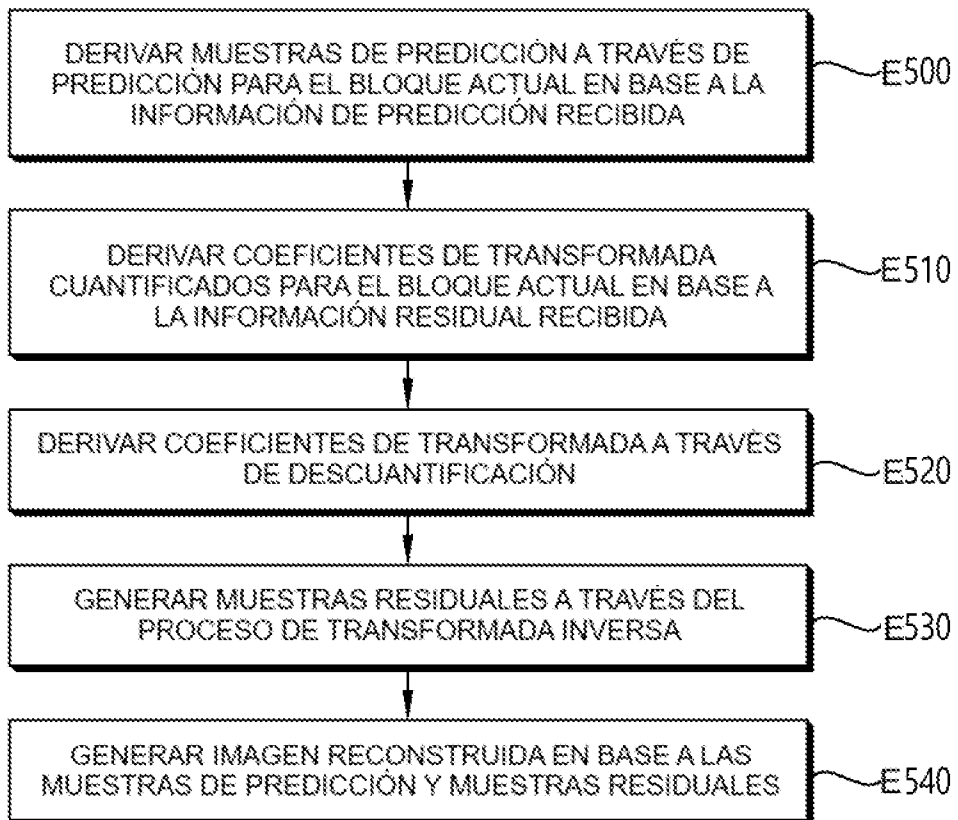 DERIVAR MUESTRAS DE PREDICCIÓN A TRAVÉS DE
PREDICCIÓN PARA EL BLOQUE ACTUAL EN BASE A LA
INFORMACIÓN DE PREDICCIÓN RECIBIDA
E500
DERIVAR COEFICIENTES DE TRANSFORMADA
CUANTIFICADOS PARA EL BLOQUE ACTUAL EN BASE A
LA INFORMACIÓN RESIDUAL RECIBIDA
E510
DERIVAR COEFICIENTES DE TRANSFORMADA A TRAVÉS
DE DESCUANTIFICACIÓN
E520
GENERAR MUESTRAS RESIDUALES A TRAVÉS DEL
PROCESO DE TRANSFORMADA INVERSA
E530
GENERAR IMAGEN RECONSTRUIDA EN BASE A LAS
MUESTRAS DE PREDICCIÓN Y MUESTRAS RESIDUALES
E540